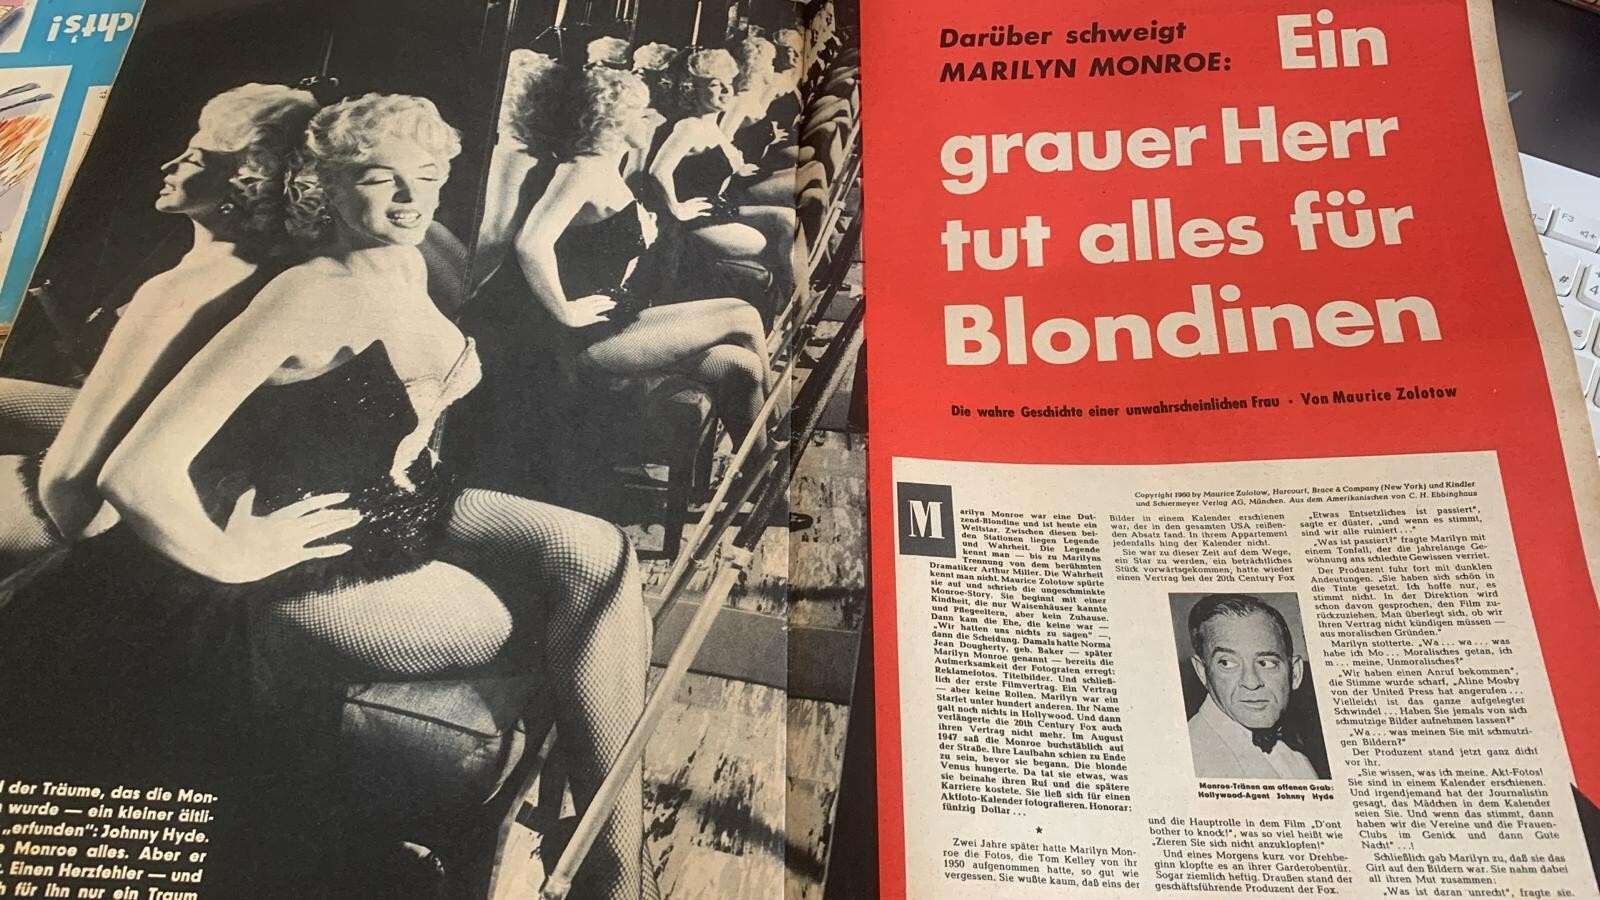 chts!
l der Träume, das die Mon-
wurde — ein kleiner ältli-
„erfunden": Johnny Hyde.
Monroe alles. Aber er
Einen Herzfehler — und
für ihn nur ein Traum
Darüber schweigt
MARILYN MONROE:
Ein
grauer Herr
tut alles für
Blondinen
Die wahre Geschichte einer unwahrscheinlichen Frau · Von Maurice Zolotow
Copyright 1960 by Maurice Zolotow, Harcourt, Brace & Company (New York) und Kindler
und Schiermeyer Verlag AG, München. Aus dem Amerikanischen von C. H. Ebbinghaus
M
arilyn Monroe war eine Dut-
zend-Blondine und ist heute ein
Weltstar. Zwischen diesen bei-
den Stationen liegen Legende
und Wahrheit. Die Legende
kennt man — bis zu Marilyns
Trennung von dem berühmten
Dramatiker Arthur Miller. Die Wahrheit
kennt man nicht. Maurice Zolotow spürte
sie auf und schrieb die ungeschminkte
Monroe-Story. Sie beginnt mit einer
Kindheit, die nur Waisenhäuser kannte
und Pflegeeltern, aber kein Zuhause.
Dann kam die Ehe, die keine war —
„Wir hatten uns nichts zu sagen" —,
dann die Scheidung. Damals hatte Norma
Jean Dougherty, geb. Baker — später
Marilyn Monroe genannt — bereits die
Aufmerksamkeit der Fotografen erregt:
Reklamefotos. Titelbilder. Und schließ-
lich der erste Filmvertrag. Ein Vertrag
— aber keine Rollen. Marilyn war ein
Starlet unter hundert anderen. Ihr Name
galt noch nichts in Hollywood. Und dann
verlängerte die 20th Century Fox auch
ihren Vertrag nicht mehr. Im August
1947 saß die Monroe buchstäblich auf
der Straße. Ihre Laufbahn schien zu Ende
zu sein, bevor sie begann. Die blonde
Venus hungerte. Da tat sie etwas, was
sie beinahe ihren Ruf und die spätere
Karriere kostete. Sie ließ sich für einen
Aktfoto-Kalender fotografieren. Honorar:
fünfzig Dollar ...
★
Zwei Jahre später hatte Marilyn Mon-
roe die Fotos, die Tom Kelley von ihr
1950 aufgenommen hatte, so gut wie
vergessen. Sie wußte kaum, daß eins der
Bilder in einem Kalender erschienen
war, der in den gesamten USA reißen-
den Absatz fand. In ihrem Appartement
jedenfalls hing der Kalender nicht.
Sie war zu dieser Zeit auf dem Wege,
ein Star zu werden, ein beträchtliches
Stück vorwärtsgekommen, hatte wieder
einen Vertrag bei der 20th Century Fox
Monroe-Tränen am offenen Grab:
Hollywood-Agent Johnny Hyde
und die Hauptrolle in dem Film „D'ont
bother to knock!", was so viel heißt wie
„Zieren Sie sich nicht anzuklopfen!"
Und eines Morgens kurz vor Drehbe-
ginn klopfte es an ihrer Garderobentür.
Sogar ziemlich heftig. Draußen stand der
geschäftsführende Produzent der Fox.
„Etwas Entsetzliches ist passiert",
sagte er düster, „und wenn es stimmt,
sind wir alle ruiniert ..."
„Was ist passiert?" fragte Marilyn mit
einem Tonfall, der die jahrelange Ge-
wöhnung ans schlechte Gewissen verriet.
Der Produzent fuhr fort mit dunklen
Andeutungen. „Sie haben sich schön in
die Tinte gesetzt. Ich hoffe nur, es
stimmt nicht. In der Direktion wird
schon davon gesprochen, den Film zu-
rückzuziehen. Man überlegt sich, ob wir
Ihren Vertrag nicht kündigen müssen —
aus moralischen Gründen."
Marilyn stotterte. „Wa ... wa ... was
habe ich Mo ... Moralisches getan, ich
m ... meine, Unmoralisches?"
„Wir haben einen Anruf bekommen",
die Stimme wurde scharf, „Aline Mosby
von der United Press hat angerufen ...
Vielleicht ist das ganze aufgelegter
Schwindel ... Haben Sie jemals von sich
schmutzige Bilder aufnehmen lassen?"
„Wa ... was meinen Sie mit schmutzi-
gen Bildern?"
Der Produzent stand jetzt ganz dicht
vor ihr.
„Sie wissen, was ich meine. Akt-Fotos!
Sie sind in einem Kalender erschienen.
Und irgendjemand hat der Journalistin
gesagt, das Mädchen in dem Kalender
seien Sie. Und wenn das stimmt, dann
haben wir die Vereine und die Frauen-
Clubs im Genick und dann Gute
Nacht" ...!
Schließlich gab Marilyn zu, daß sie das
Girl auf den Bildern war. Sie nahm dabei
all ihren Mut zusammen:
„Was ist daran unrecht", fragte sie.
F3
#
4
€